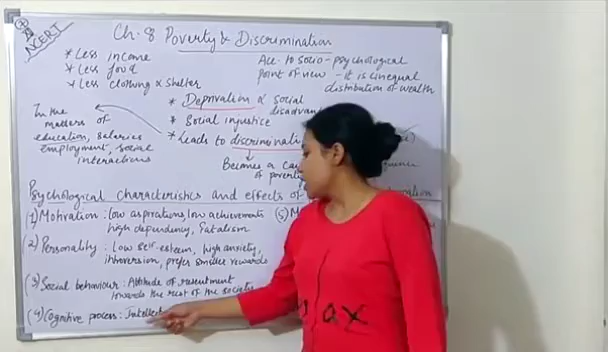 NCERT
Ch. 8 Poverty & Discrimination
* Less income
* Less food
* Less clothing & shelter
Acc to socio-psychological
point of view - it is unequal
distribution of wealth
In the
matters of
education, salaries
employment, social
interactions
* Deprivation & Social
* Social injustice
* Leads to
Becomes a
of poverty
Psychological characteristics and effects of
(1) Motivation : Low aspirations, low achievements
high dependency, fatalism
(2) Personality : Low self-esteem, high anxiety,
introversion, prefer smaller rewards
(3) Social behaviour : Attitude of resentment
towards the rest of the society
(4) Cognitive process :
(5)